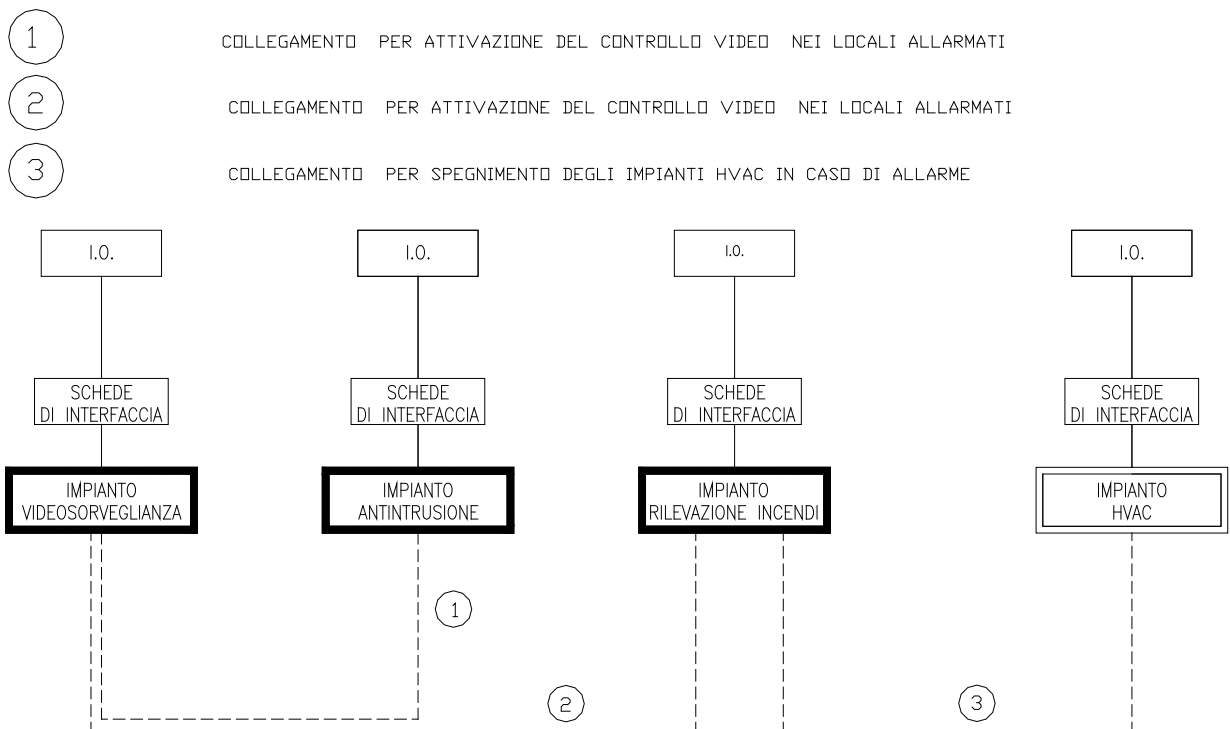 1 COLLEGAMENTO PER ATTIVAZIONE DEL CONTROLLO VIDEO NEI LOCALI ALLARMATI
2 COLLEGAMENTO PER ATTIVAZIONE DEL CONTROLLO VIDEO NEI LOCALI ALLARMATI
3 COLLEGAMENTO PER SPEGNIMENTO DEGLI IMPIANTI HVAC IN CASO DI ALLARME
I.O.
I.O.
I.O.
I.O.
SCHEDE
DI INTERFACCIA
SCHEDE
DI INTERFACCIA
SCHEDE
DI INTERFACCIA
SCHEDE
DI INTERFACCIA
IMPIANTO
VIDEOSORVEGLIANZA
IMPIANTO
ANTINTRUSIONE
IMPIANTO
RILEVAZIONE INCENDI
IMPIANTO
HVAC
1
2
3